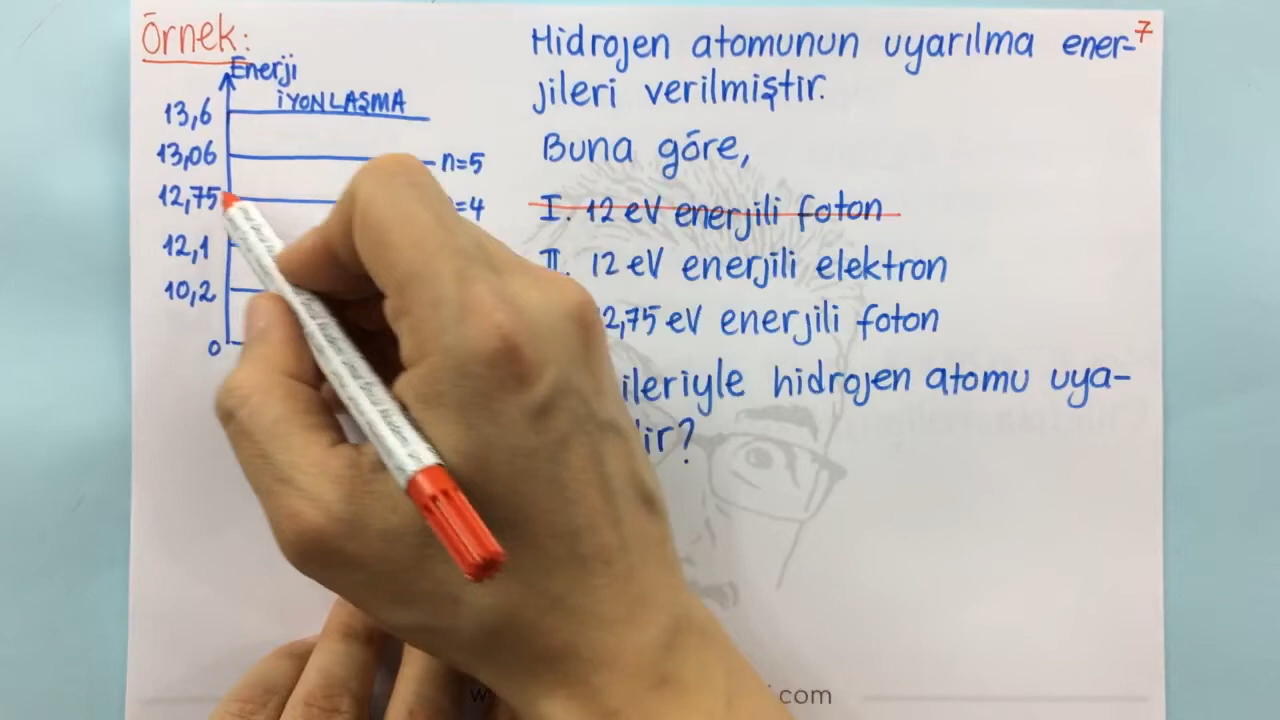 Örnek:
Enerji
13,6
İYONLAŞMA
13,06
n=5
12,75
=4
12,1
10,2
0
7
Hidrojen atomunun uyarılma ener-
jileri verilmiştir.
Buna göre,
I. 12 eV enerjili foton
II. 12 eV enerjili elektron
2,75 eV enerjili foton
ileriyle hidrojen atomu uya-
ir?
.com